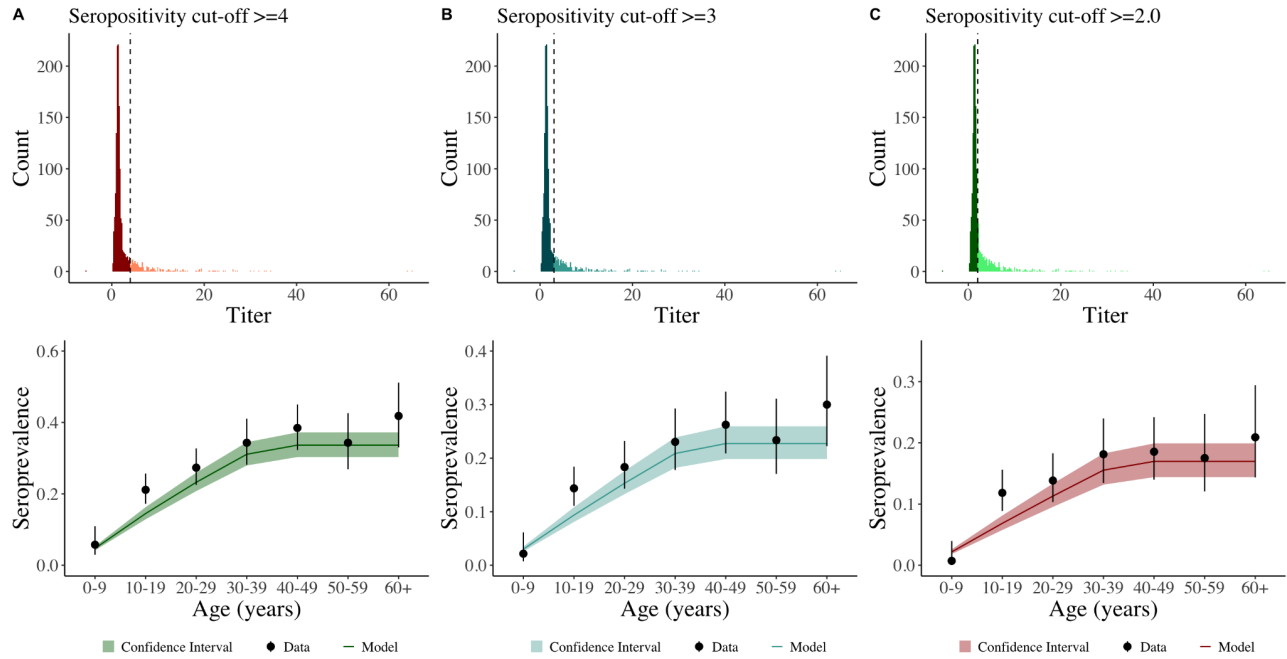 A
Seropositivity cut-off >=4
200
150
100
50
0
Count
0 20 40 60
Titer
B
Seropositivity cut-off >=3
200
150
100
50
0
Count
0 20 40 60
Titer
C
Seropositivity cut-off >=2.0
200
150
100
50
0
Count
0 20 40 60
Titer
0.6
0.4
0.2
0.0
Seroprevalence
0-9 10-19 20-29 30-39 40-49 50-59 60+
Age (years)
Confidence Interval Data Model
0.4
0.3
0.2
0.1
0.0
Seroprevalence
0-9 10-19 20-29 30-39 40-49 50-59 60+
Age (years)
Confidence Interval Data Model
0.3
0.2
0.1
0.0
Seroprevalence
0-9 10-19 20-29 30-39 40-49 50-59 60+
Age (years)
Confidence Interval Data Model